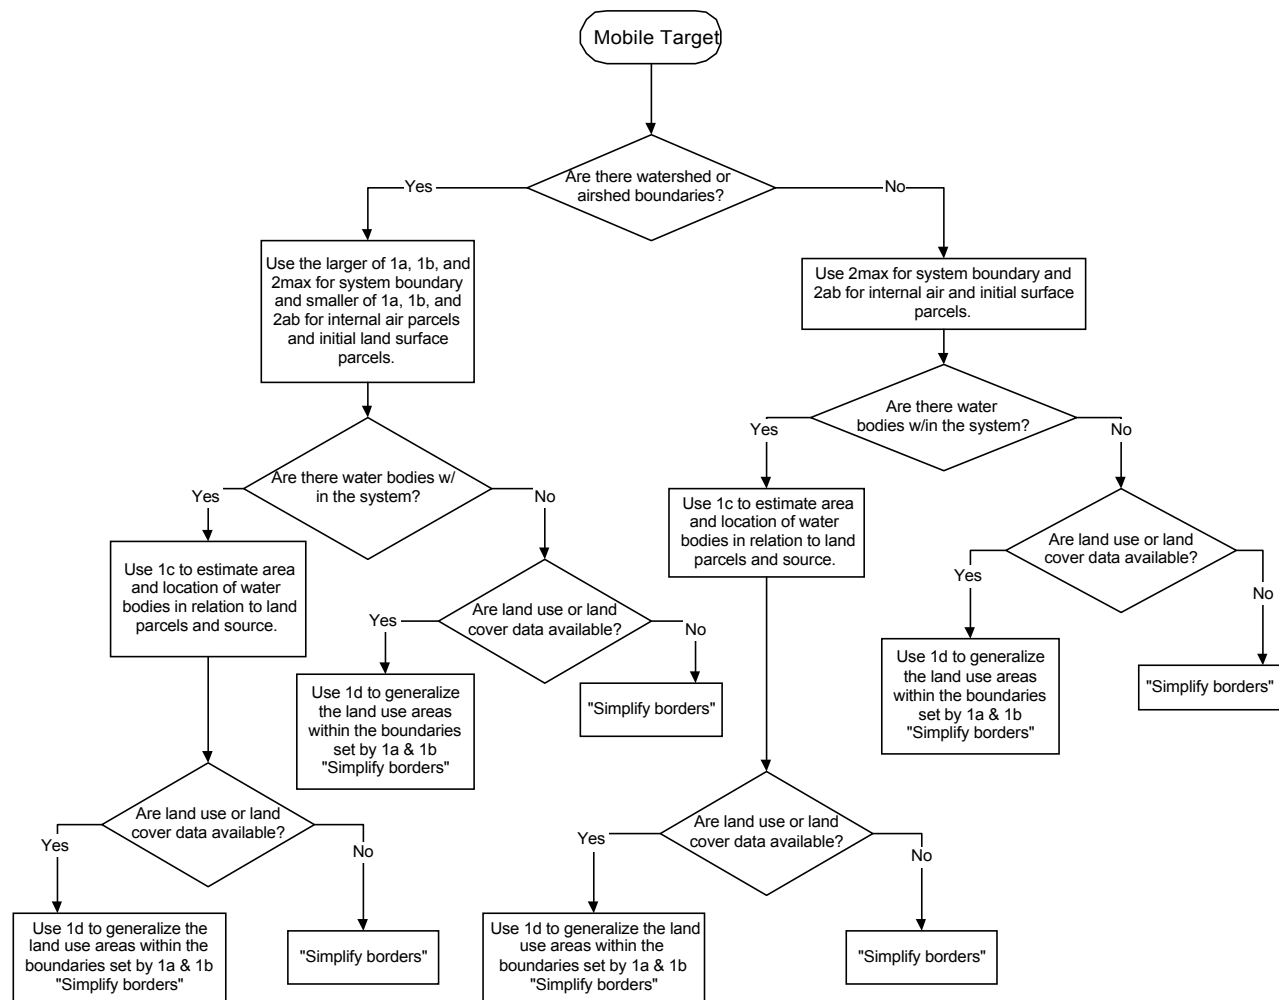 Mobile Target
Are there watershed or
airshed boundaries?
Yes
No
Use the larger of 1a, 1b, and
2max for system boundary
and smaller of 1a, 1b, and
2ab for internal air parcels
and initial land surface
parcels.
Use 2max for system boundary and
2ab for internal air and initial surface
parcels.
Are there water bodies w/
in the system?
Yes
No
Are there water
bodies w/in the system?
Yes
No
Use 1c to estimate area
and location of water
bodies in relation to land
parcels and source.
Are land use or land
cover data available?
Yes
No
Use 1d to generalize
the land use areas
within the boundaries
set by 1a & 1b
"Simplify borders"
"Simplify borders"
Use 1c to estimate area
and location of water
bodies in relation to land
parcels and source.
Are land use or land
cover data available?
Yes
No
Use 1d to generalize
the land use areas
within the boundaries
set by 1a & 1b
"Simplify borders"
"Simplify borders"
Are land use or land
cover data available?
Yes
No
Use 1d to generalize the
land use areas within the
boundaries set by 1a & 1b
"Simplify borders"
"Simplify borders"
Are land use or land
cover data available?
Yes
No
Use 1d to generalize the land
use areas within the
boundaries set by 1a & 1b
"Simplify borders"
"Simplify borders"